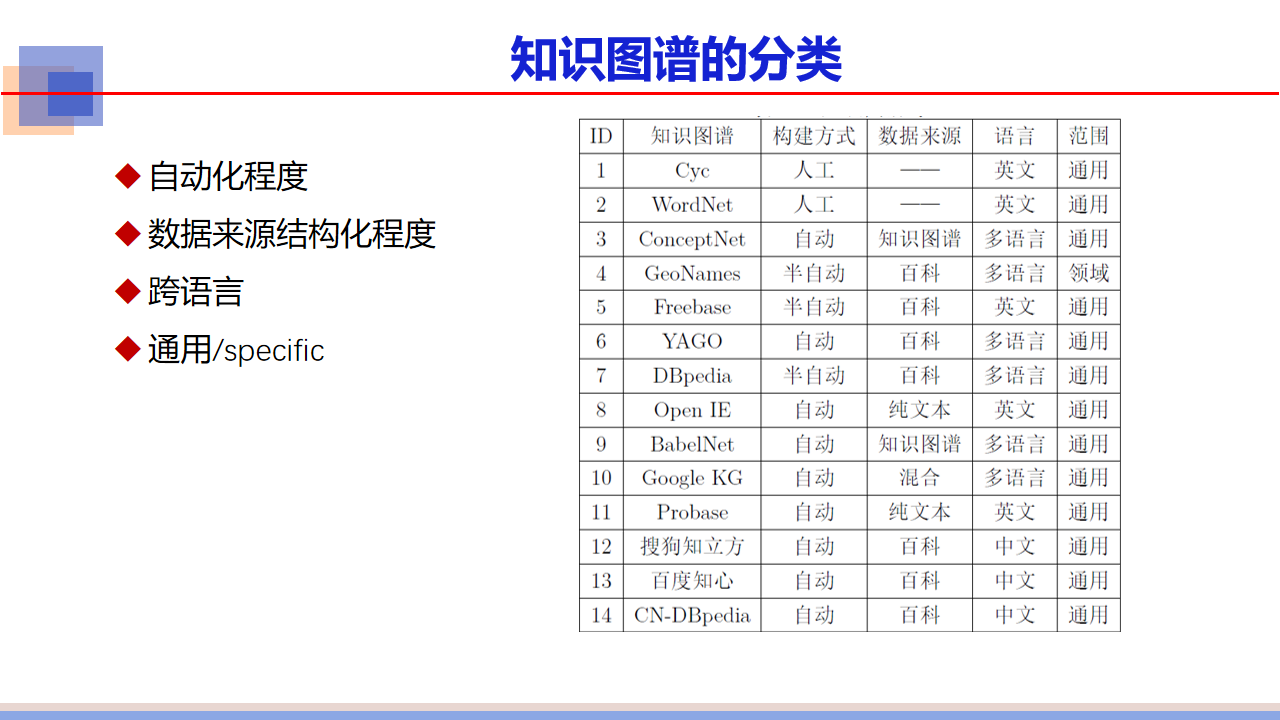 知识图谱的分类
自动化程度
数据来源结构化程度
跨语言
通用/specific
ID 知识图谱 构建方式 数据来源 语言 范围
1 Cyc 人工 —— 英文 通用
2 WordNet 人工 —— 英文 通用
3 ConceptNet 自动 知识图谱 多语言 通用
4 GeoNames 半自动 百科 多语言 领域
5 Freebase 半自动 百科 英文 通用
6 YAGO 自动 百科 多语言 通用
7 DBpedia 半自动 百科 多语言 通用
8 Open IE 自动 纯文本 英文 通用
9 BabelNet 自动 知识图谱 多语言 通用
10 Google KG 自动 混合 多语言 通用
11 Probase 自动 纯文本 英文 通用
12 搜狗知立方 自动 百科 中文 通用
13 百度知心 自动 百科 中文 通用
14 CN-DBpedia 自动 百科 中文 通用